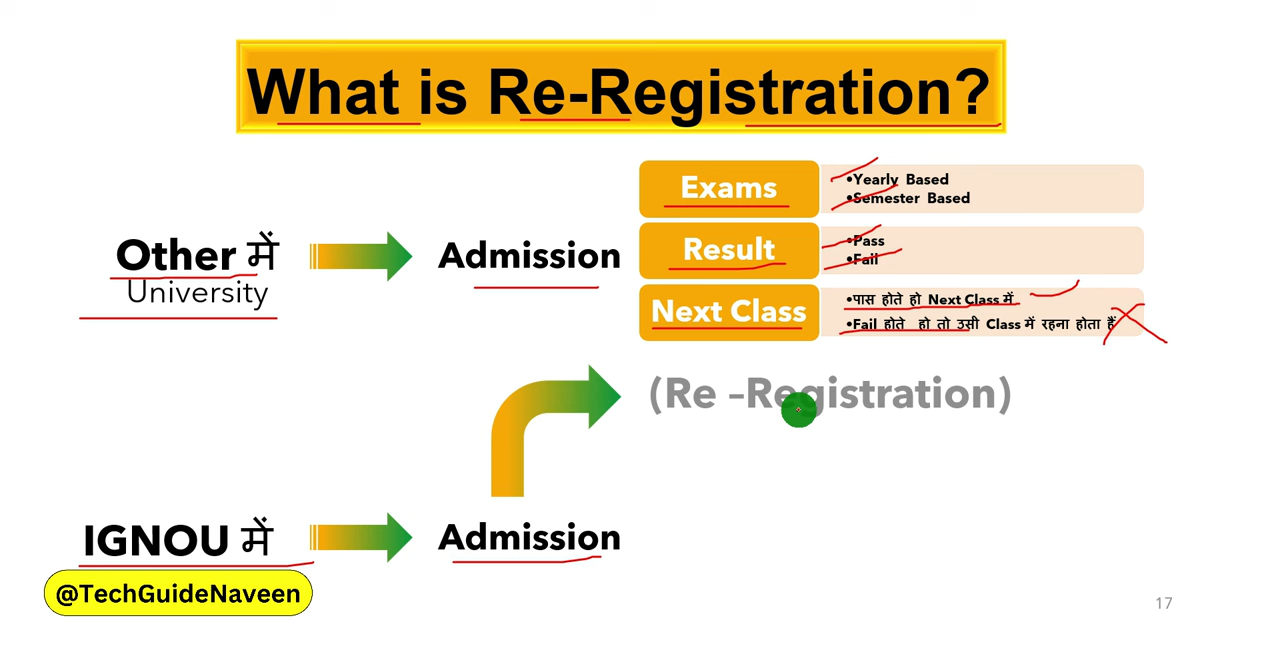 What is Re-Registration?
Other में
University
Admission
Exams
•Yearly Based
•Semester Based
Result
•Pass
•Fail
Next Class
•पास होते हो Next Class में
•Fail होते हो तो उसी Class में रहना होता हैं
(Re –Registration)
IGNOU में
Admission
@TechGuideNaveen
17